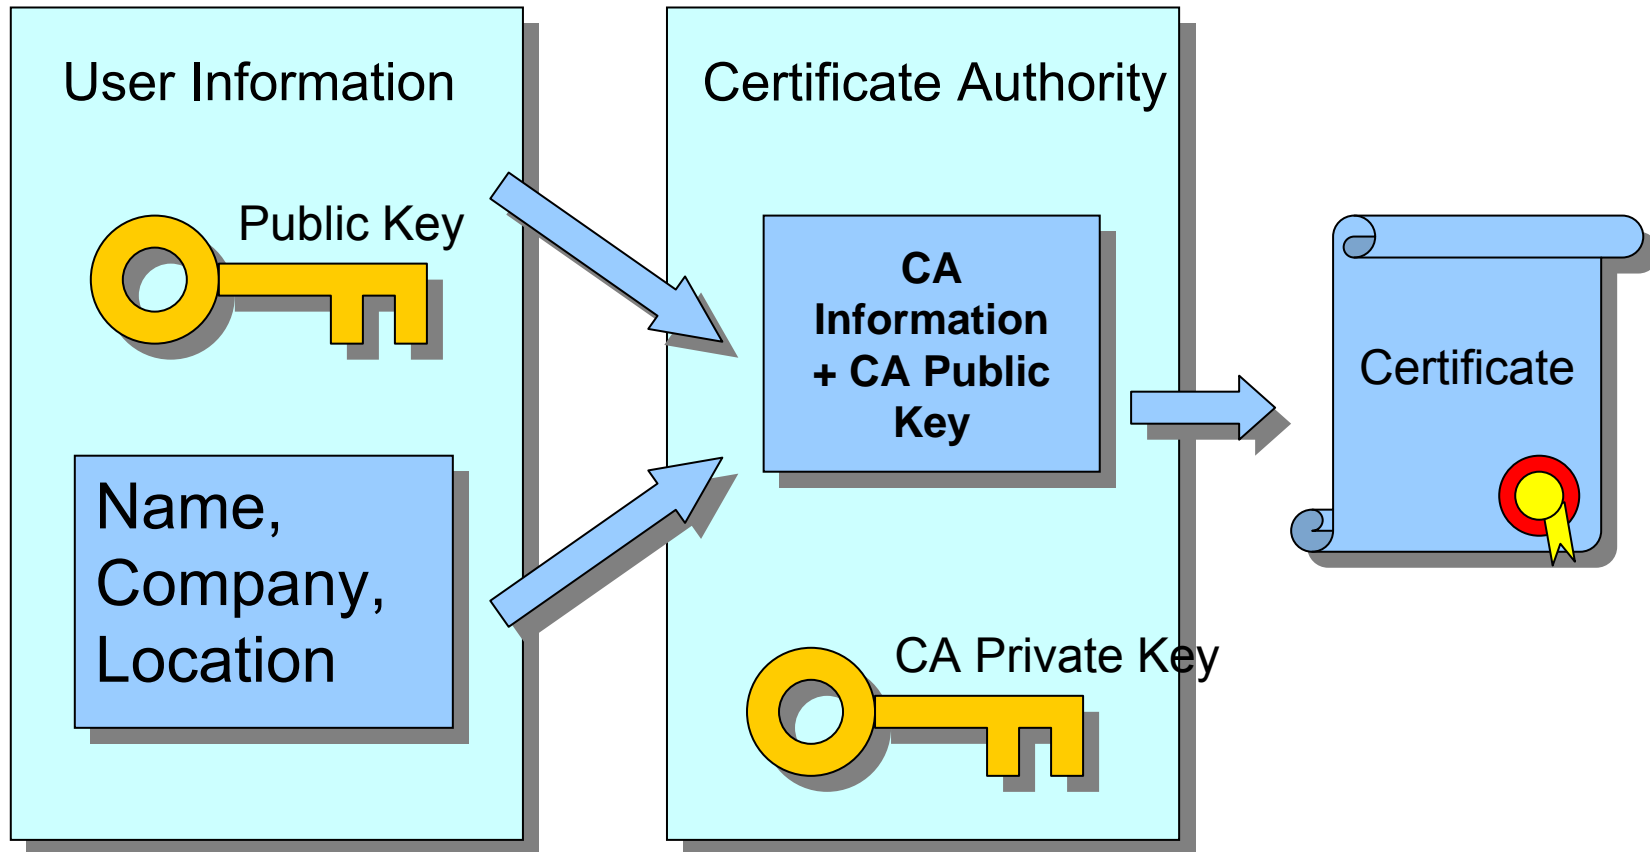 User Information
Public Key
Name,
Company,
Location
Certificate Authority
CA
Information
+ CA Public
Key
CA Private Key
Certificate